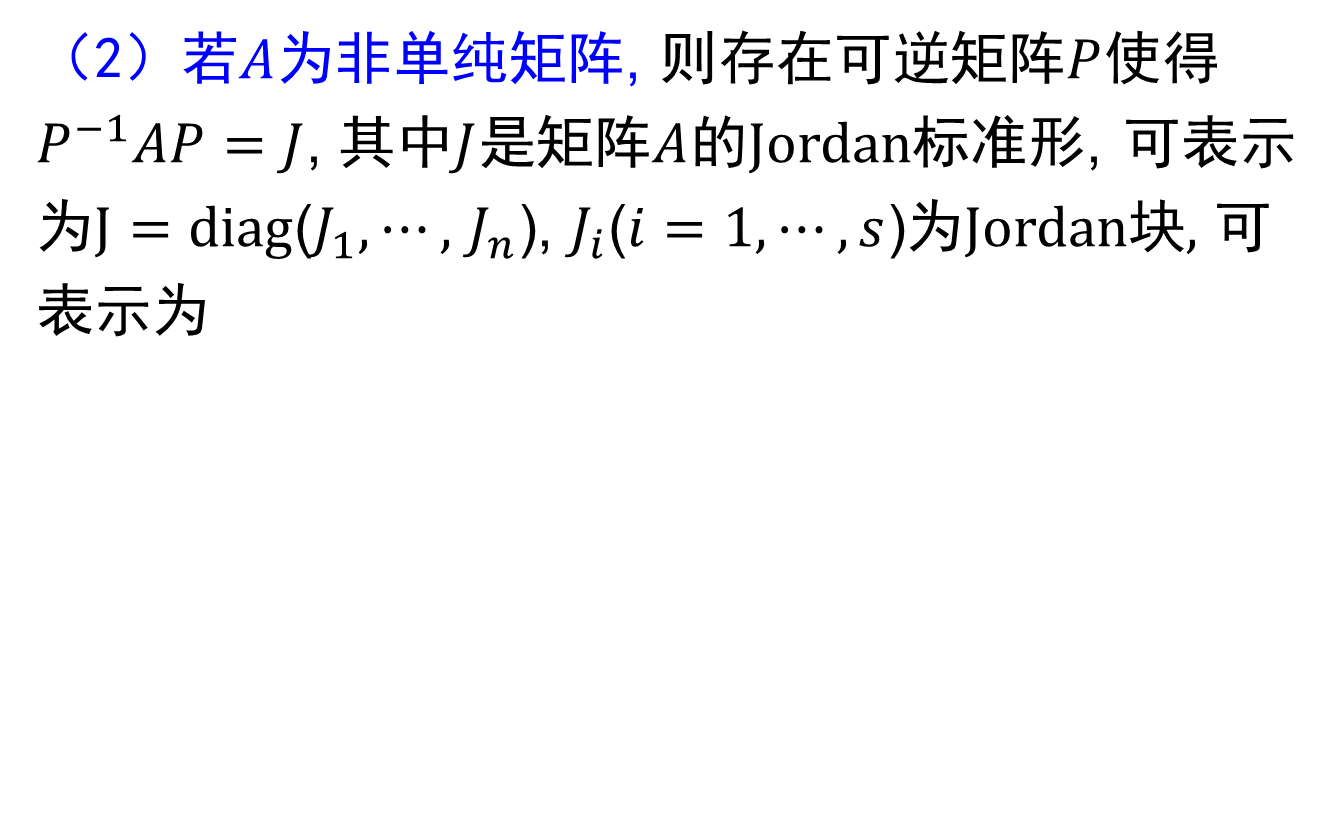 （2）若A为非单纯矩阵, 则存在可逆矩阵P使得
P⁻¹AP = J, 其中J是矩阵A的Jordan标准形, 可表示
为J = diag(J₁, ⋯ , Jₙ), Jᵢ(i = 1, ⋯ , s)为Jordan块, 可
表示为